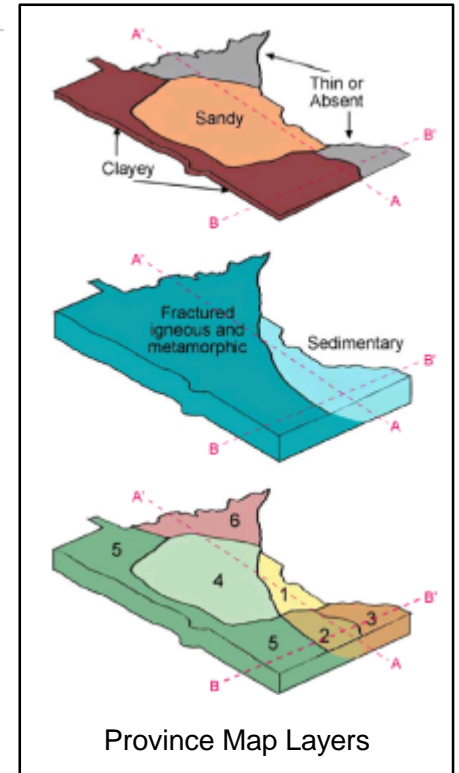 A'
Thin or
Absent
Sandy
Clayey
B'
B
A
A'
Fractured
igneous and
metamorphic
Sedimentary
B'
B
A
A'
6
5
4
1
3
B'
5
2
B
A
Province Map Layers